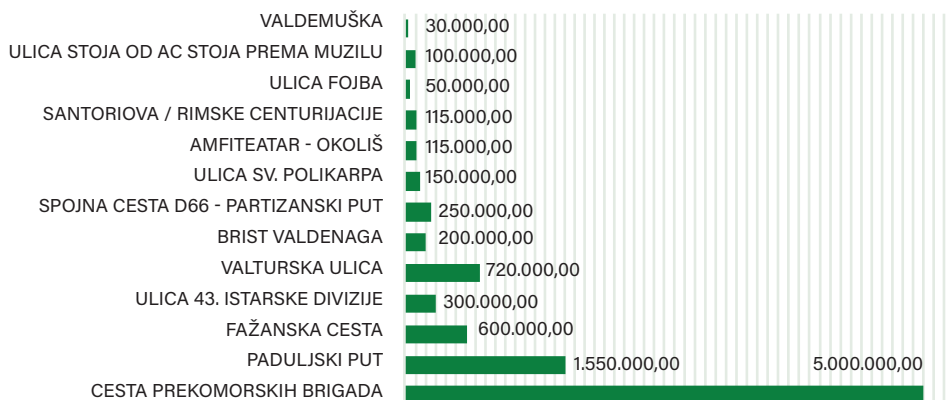 VALDEMUŠKA 30.000,00
ULICA STOJA OD AC STOJA PREMA MUZILU 100.000,00
ULICA FOJBA 50.000,00
SANTORIOVA / RIMSKE CENTURIJACIJE 115.000,00
AMFITEATAR - OKOLIŠ 115.000,00
ULICA SV. POLIKARPA 150.000,00
SPOJNA CESTA D66 - PARTIZANSKI PUT 250.000,00
BRIST VALDENAGA 200.000,00
VALTURSKA ULICA 720.000,00
ULICA 43. ISTARSKE DIVIZIJE 300.000,00
FAŽANSKA CESTA 600.000,00
PADULJSKI PUT 1.550.000,00 5.000.000,00
CESTA PREKOMORSKIH BRIGADA